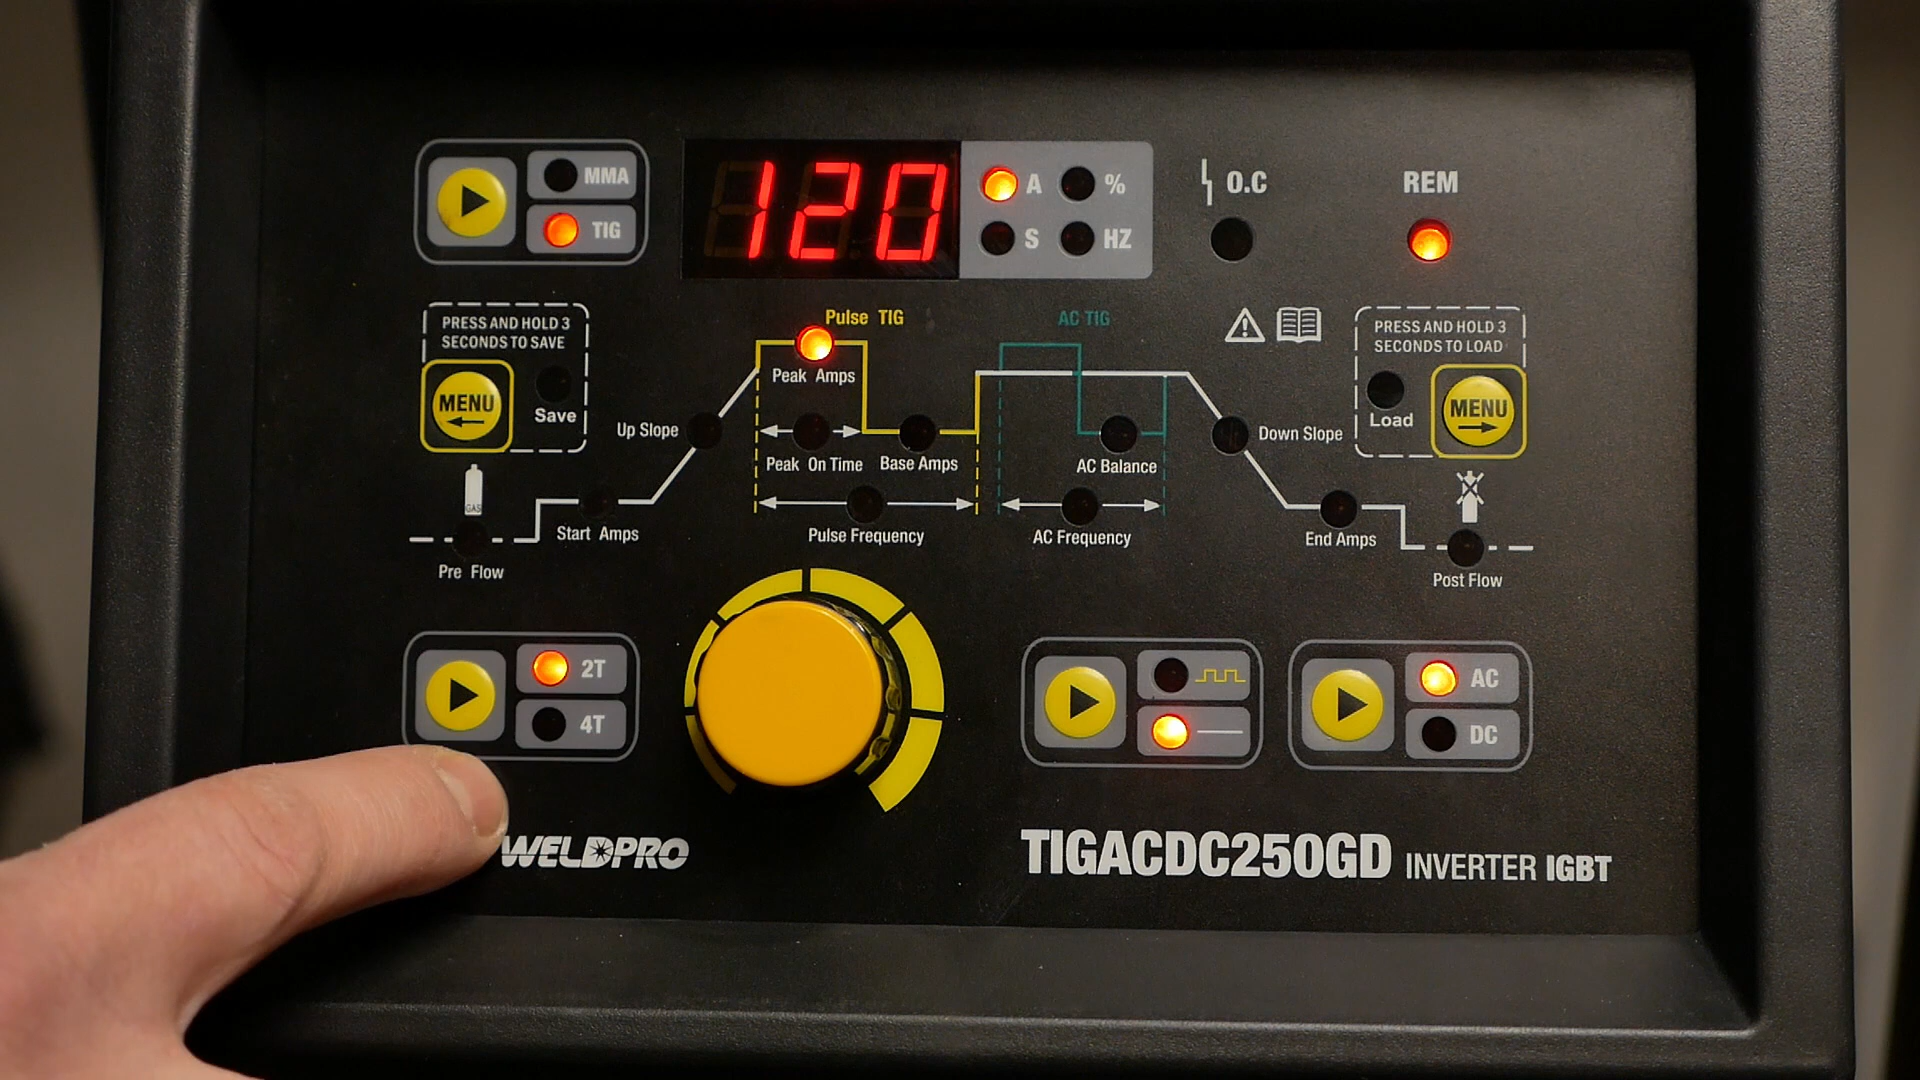 MMA
TIG
120
A
%
S
HZ
O.C
REM
PRESS AND HOLD 3
SECONDS TO SAVE
MENU
Save
Pulse TIG
AC TIG
PRESS AND HOLD 3
SECONDS TO LOAD
Load
MENU
Peak Amps
Up Slope
Peak On Time
Base Amps
AC Balance
Down Slope
GAS
Start Amps
Pulse Frequency
AC Frequency
End Amps
Pre Flow
Post Flow
2T
4T
AC
DC
WELDPRO
TIGACDC250GD INVERTER IGBT